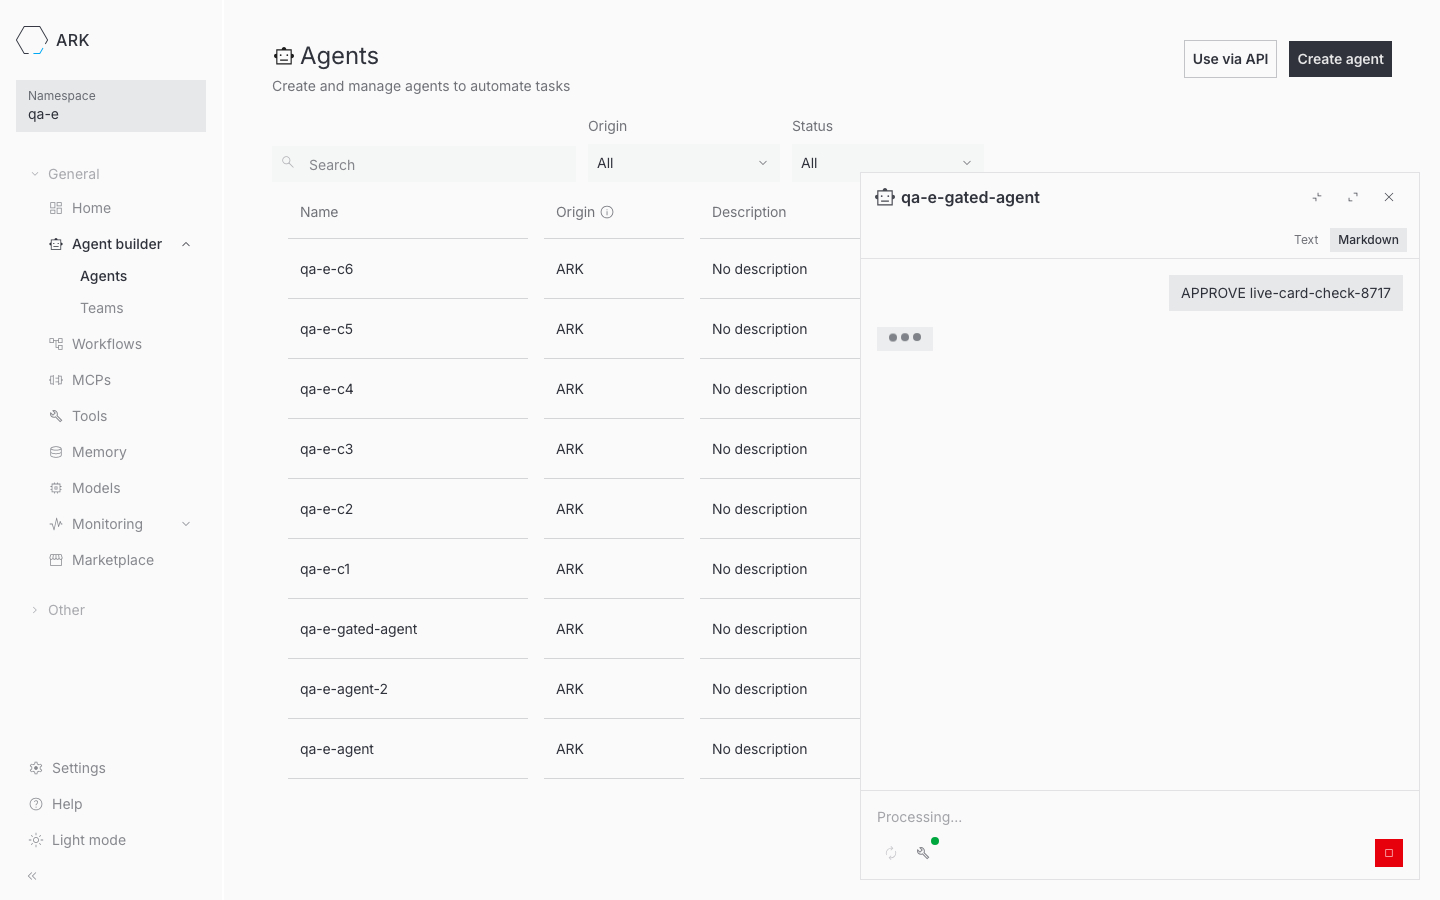 ARK
Namespace
qa-e
General
Home
Agent builder
Agents
Teams
Workflows
MCPs
Tools
Memory
Models
Monitoring
Marketplace
Other
Settings
Help
Light mode
Agents
Create and manage agents to automate tasks
Use via API
Create agent
Origin
Status
Search
All
All
Name Origin Description
qa-e-c6 ARK No description
qa-e-c5 ARK No description
qa-e-c4 ARK No description
qa-e-c3 ARK No description
qa-e-c2 ARK No description
qa-e-c1 ARK No description
qa-e-gated-agent ARK No description
qa-e-agent-2 ARK No description
qa-e-agent ARK No description
qa-e-gated-agent
Text Markdown
APPROVE live-card-check-8717
Processing...